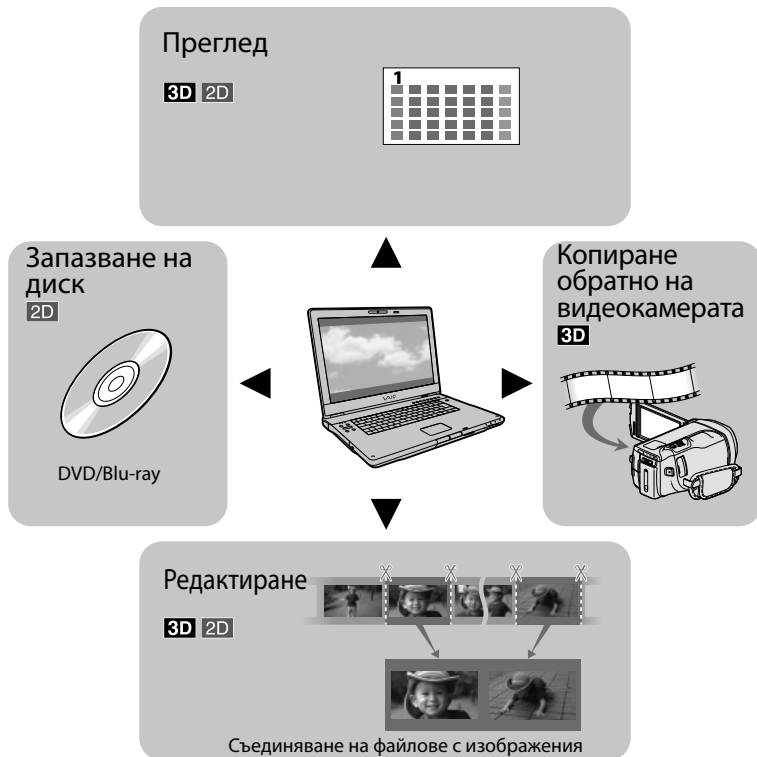 Преглед
3D 2D
1
Запазване на
диск
2D
DVD/Blu-ray
VAIO
Копиране
обратно на
видеокамерата
3D
Редактиране
3D 2D
Съединяване на файлове с изображения